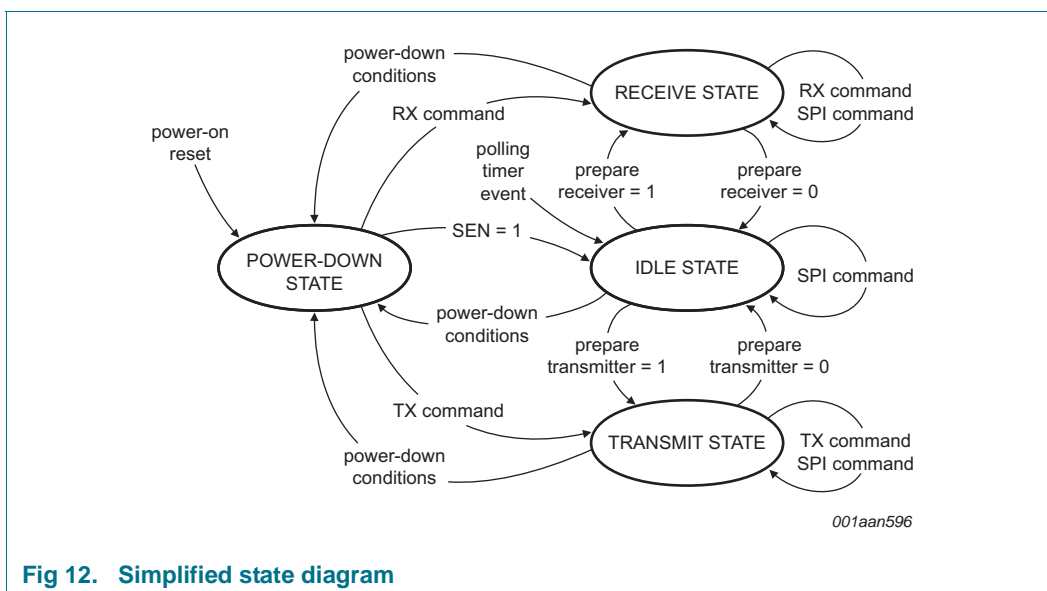 power-down
conditions
RECEIVE STATE
RX command
SPI command
RX command
power-on
reset
polling
timer
event
prepare
receiver = 1
prepare
receiver = 0
SEN = 1
POWER-DOWN
STATE
IDLE STATE
SPI command
power-down
conditions
prepare
transmitter = 1
prepare
transmitter = 0
TX command
TRANSMIT STATE
TX command
SPI command
power-down
conditions
001aan596
Fig 12. Simplified state diagram